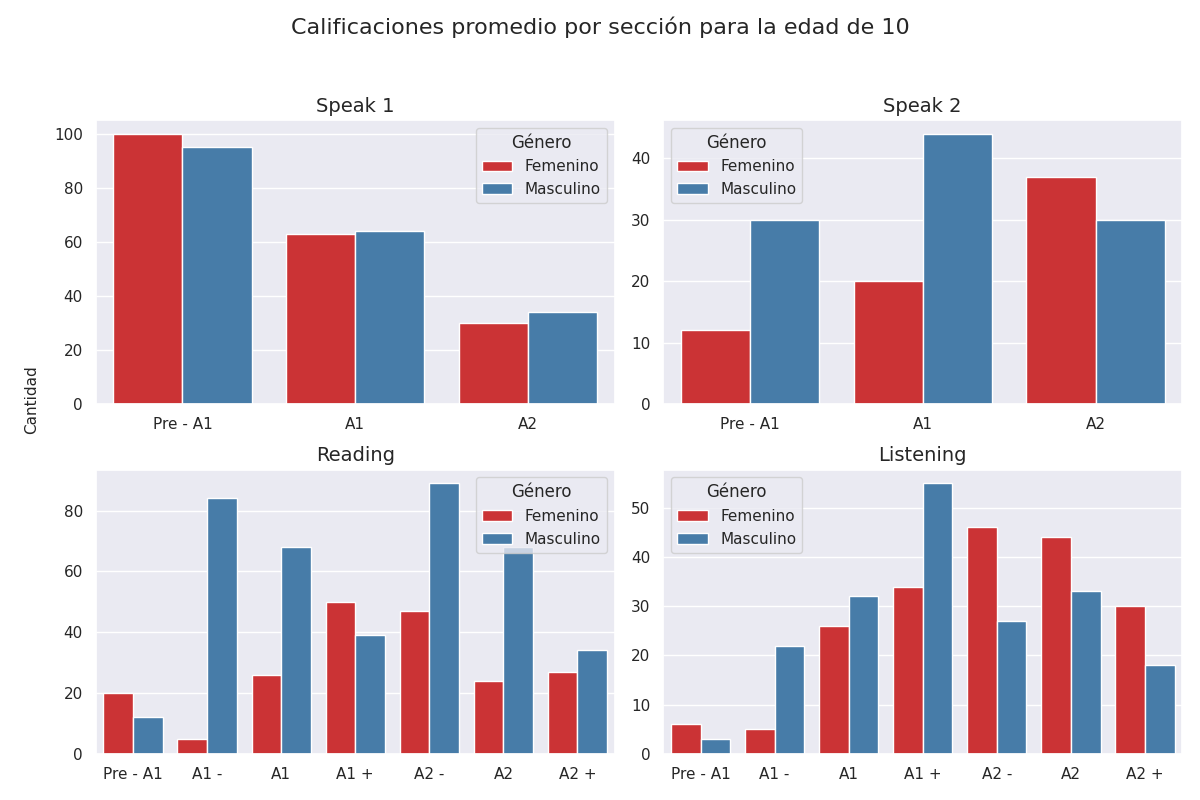 Calificaciones promedio por sección para la edad de 10
Cantidad
Speak 1
100
80
60
40
20
0
Género
Femenino
Masculino
Pre - A1 A1 A2
Speak 2
40
30
20
10
0
Género
Femenino
Masculino
Pre - A1 A1 A2
Reading
80
60
40
20
0
Género
Femenino
Masculino
Pre - A1 A1 - A1 A1 + A2 - A2 A2 +
Listening
50
40
30
20
10
0
Género
Femenino
Masculino
Pre - A1 A1 - A1 A1 + A2 - A2 A2 +